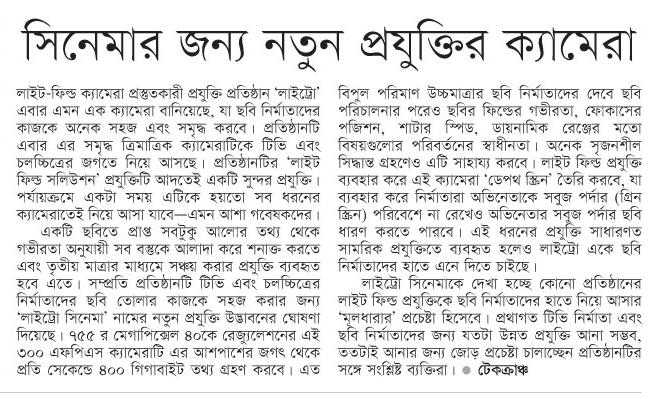 সিনেমার জন্য নতুন প্রযুক্তির ক্যামেরা
লাইট-ফিল্ড ক্যামেরা প্রস্তুতকারী প্রযুক্তি প্রতিষ্ঠান ‘লাইট্রো’
এবার এমন এক ক্যামেরা বানিয়েছে, যা ছবি নির্মাতাদের
কাজকে অনেক সহজ এবং সমৃদ্ধ করবে। প্রতিষ্ঠানটি
এবার এর সমৃদ্ধ ত্রিমাত্রিক ক্যামেরাটিকে টিভি এবং
চলচ্চিত্রের জগতে নিয়ে আসছে। প্রতিষ্ঠানটির ‘লাইট
ফিল্ড সলিউশন’ প্রযুক্তিটি আদতেই একটি সুন্দর প্রযুক্তি।
পর্যায়ক্রমে একটা সময় এটিকে হয়তো সব ধরনের
ক্যামেরাতেই নিয়ে আসা যাবে—এমন আশা গবেষকদের।
একটি ছবিতে প্রাপ্ত সবটুকু আলোর তথ্য থেকে
গভীরতা অনুযায়ী সব বস্তুকে আলাদা করে শনাক্ত করতে
এবং তৃতীয় মাত্রার মাধ্যমে সঞ্চয় করার প্রযুক্তি ব্যবহৃত
হবে এতে। সম্প্রতি প্রতিষ্ঠানটি টিভি এবং চলচ্চিত্রের
নির্মাতাদের ছবি তোলার কাজকে সহজ করার জন্য
‘লাইট্রো সিনেমা’ নামের নতুন প্রযুক্তি উদ্ভাবনের ঘোষণা
দিয়েছে। ৭৫৫ র মেগাপিক্সেল ৪০কে রেজ্যুলেশনের এই
৩০০ এফপিএস ক্যামেরাটি এর আশপাশের জগৎ থেকে
প্রতি সেকেন্ডে ৪০০ গিগাবাইট তথ্য গ্রহণ করবে। এত
বিপুল পরিমাণ উচ্চমাত্রার ছবি নির্মাতাদের দেবে ছবি
পরিচালনার পরেও ছবির ফিল্ডের গভীরতা, ফোকাসের
পজিশন, শাটার স্পিড, ডায়নামিক রেঞ্জের মতো
বিষয়গুলোর পরিবর্তনের স্বাধীনতা। অনেক সৃজনশীল
সিদ্ধান্ত গ্রহণেও এটি সাহায্য করবে। লাইট ফিল্ড প্রযুক্তি
ব্যবহার করে এই ক্যামেরা ‘ডেপথ স্ক্রিন’ তৈরি করবে, যা
ব্যবহার করে নির্মাতারা অভিনেতাকে সবুজ পর্দার (গ্রিন
স্ক্রিন) পরিবেশে না রেখেও অভিনেতার সবুজ পর্দার ছবি
ধারণ করতে পারবে। এই ধরনের প্রযুক্তি সাধারণত
সামরিক প্রযুক্তিতে ব্যবহৃত হলেও লাইট্রো একে ছবি
নির্মাতাদের হাতে এনে দিতে চাইছে।
লাইট্রো সিনেমাকে দেখা হচ্ছে কোনো প্রতিষ্ঠানের
লাইট ফিল্ড প্রযুক্তিকে ছবি নির্মাতাদের হাতে নিয়ে আসার
‘মূলধারার’ প্রচেষ্টা হিসেবে। প্রথাগত টিভি নির্মাতা এবং
ছবি নির্মাতাদের জন্য যতটা উন্নত প্রযুক্তি আনা সম্ভব,
ততটাই আনার জন্য জোড় প্রচেষ্টা চালাচ্ছেন প্রতিষ্ঠানটির
সঙ্গে সংশ্লিষ্ট ব্যক্তিরা। ● টেকক্রাঞ্চ